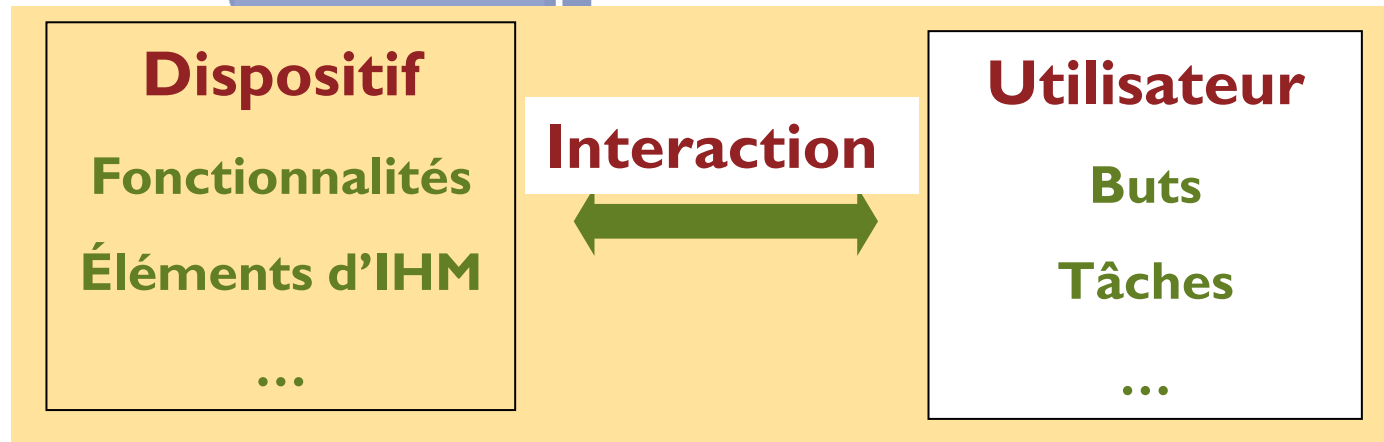 Dispositif
Fonctionnalités
Éléments d’IHM
…
Interaction
Utilisateur
Buts
Tâches
…